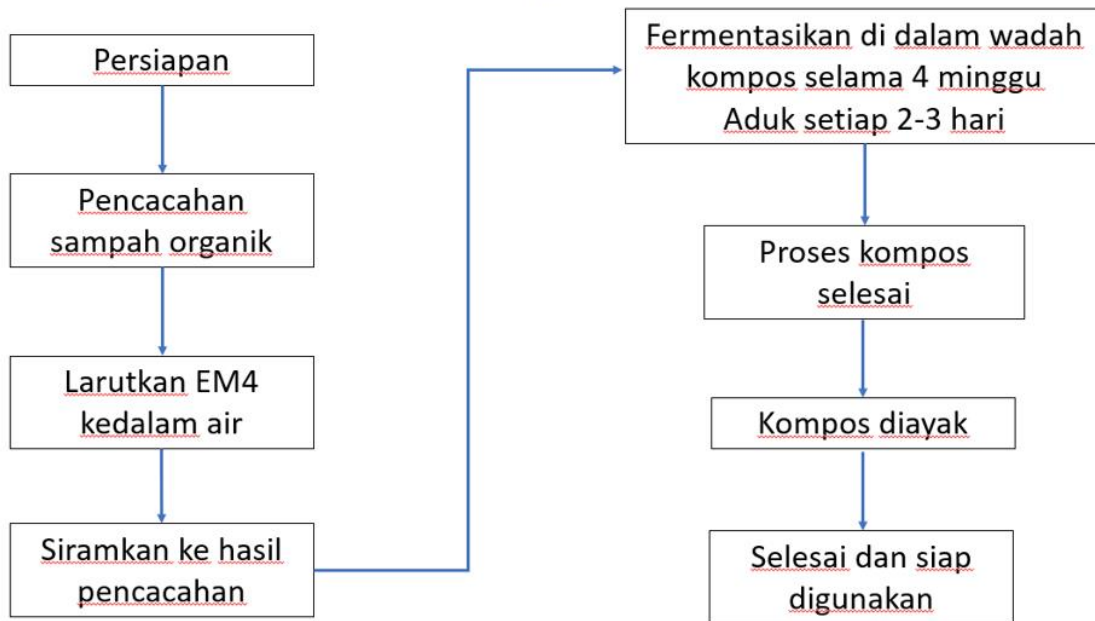 Persiapan
Pencacahan
sampah organik
Larutkan EM4
kedalam air
Siramkan ke hasil
pencacahan
Fermentasikan di dalam wadah
kompos selama 4 minggu
Aduk setiap 2-3 hari
Proses kompos
selesai
Kompos diayak
Selesai dan siap
digunakan